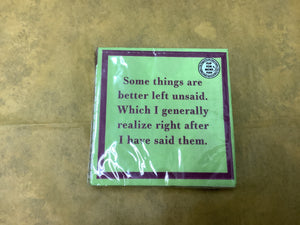 Some things are
better left unsaid.
Which I generally
realize right after
I have said them.